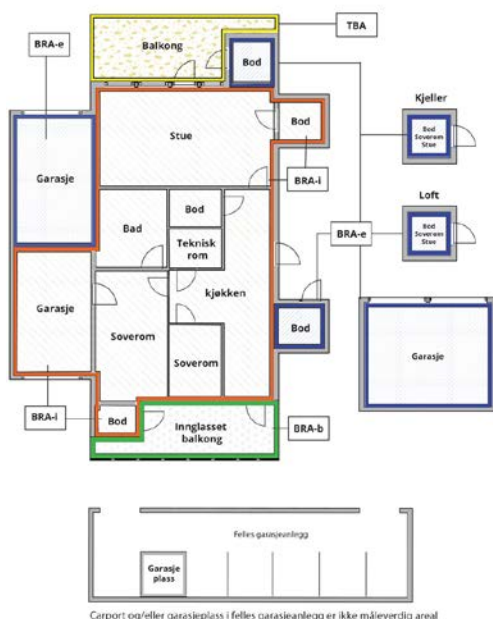 TBA
BRA-e
Balkong
Bod
Kjeller
Bod
Soverom
Stue
Stue
Bod
Garasje
BRA-i
Loft
Bod
Bod
Soverom
Stue
Bad
Teknisk
rom
BRA-e
Garasje
kjøkken
Soverom
Bod
Garasje
Soverom
BRA-i
Bod
Innglasset
balkong
BRA-b
Felles garasjeanlegg
Garasje
plass
Carport og/eller garasjeplass i felles garasjeanlegg er ikke måleverdig areal